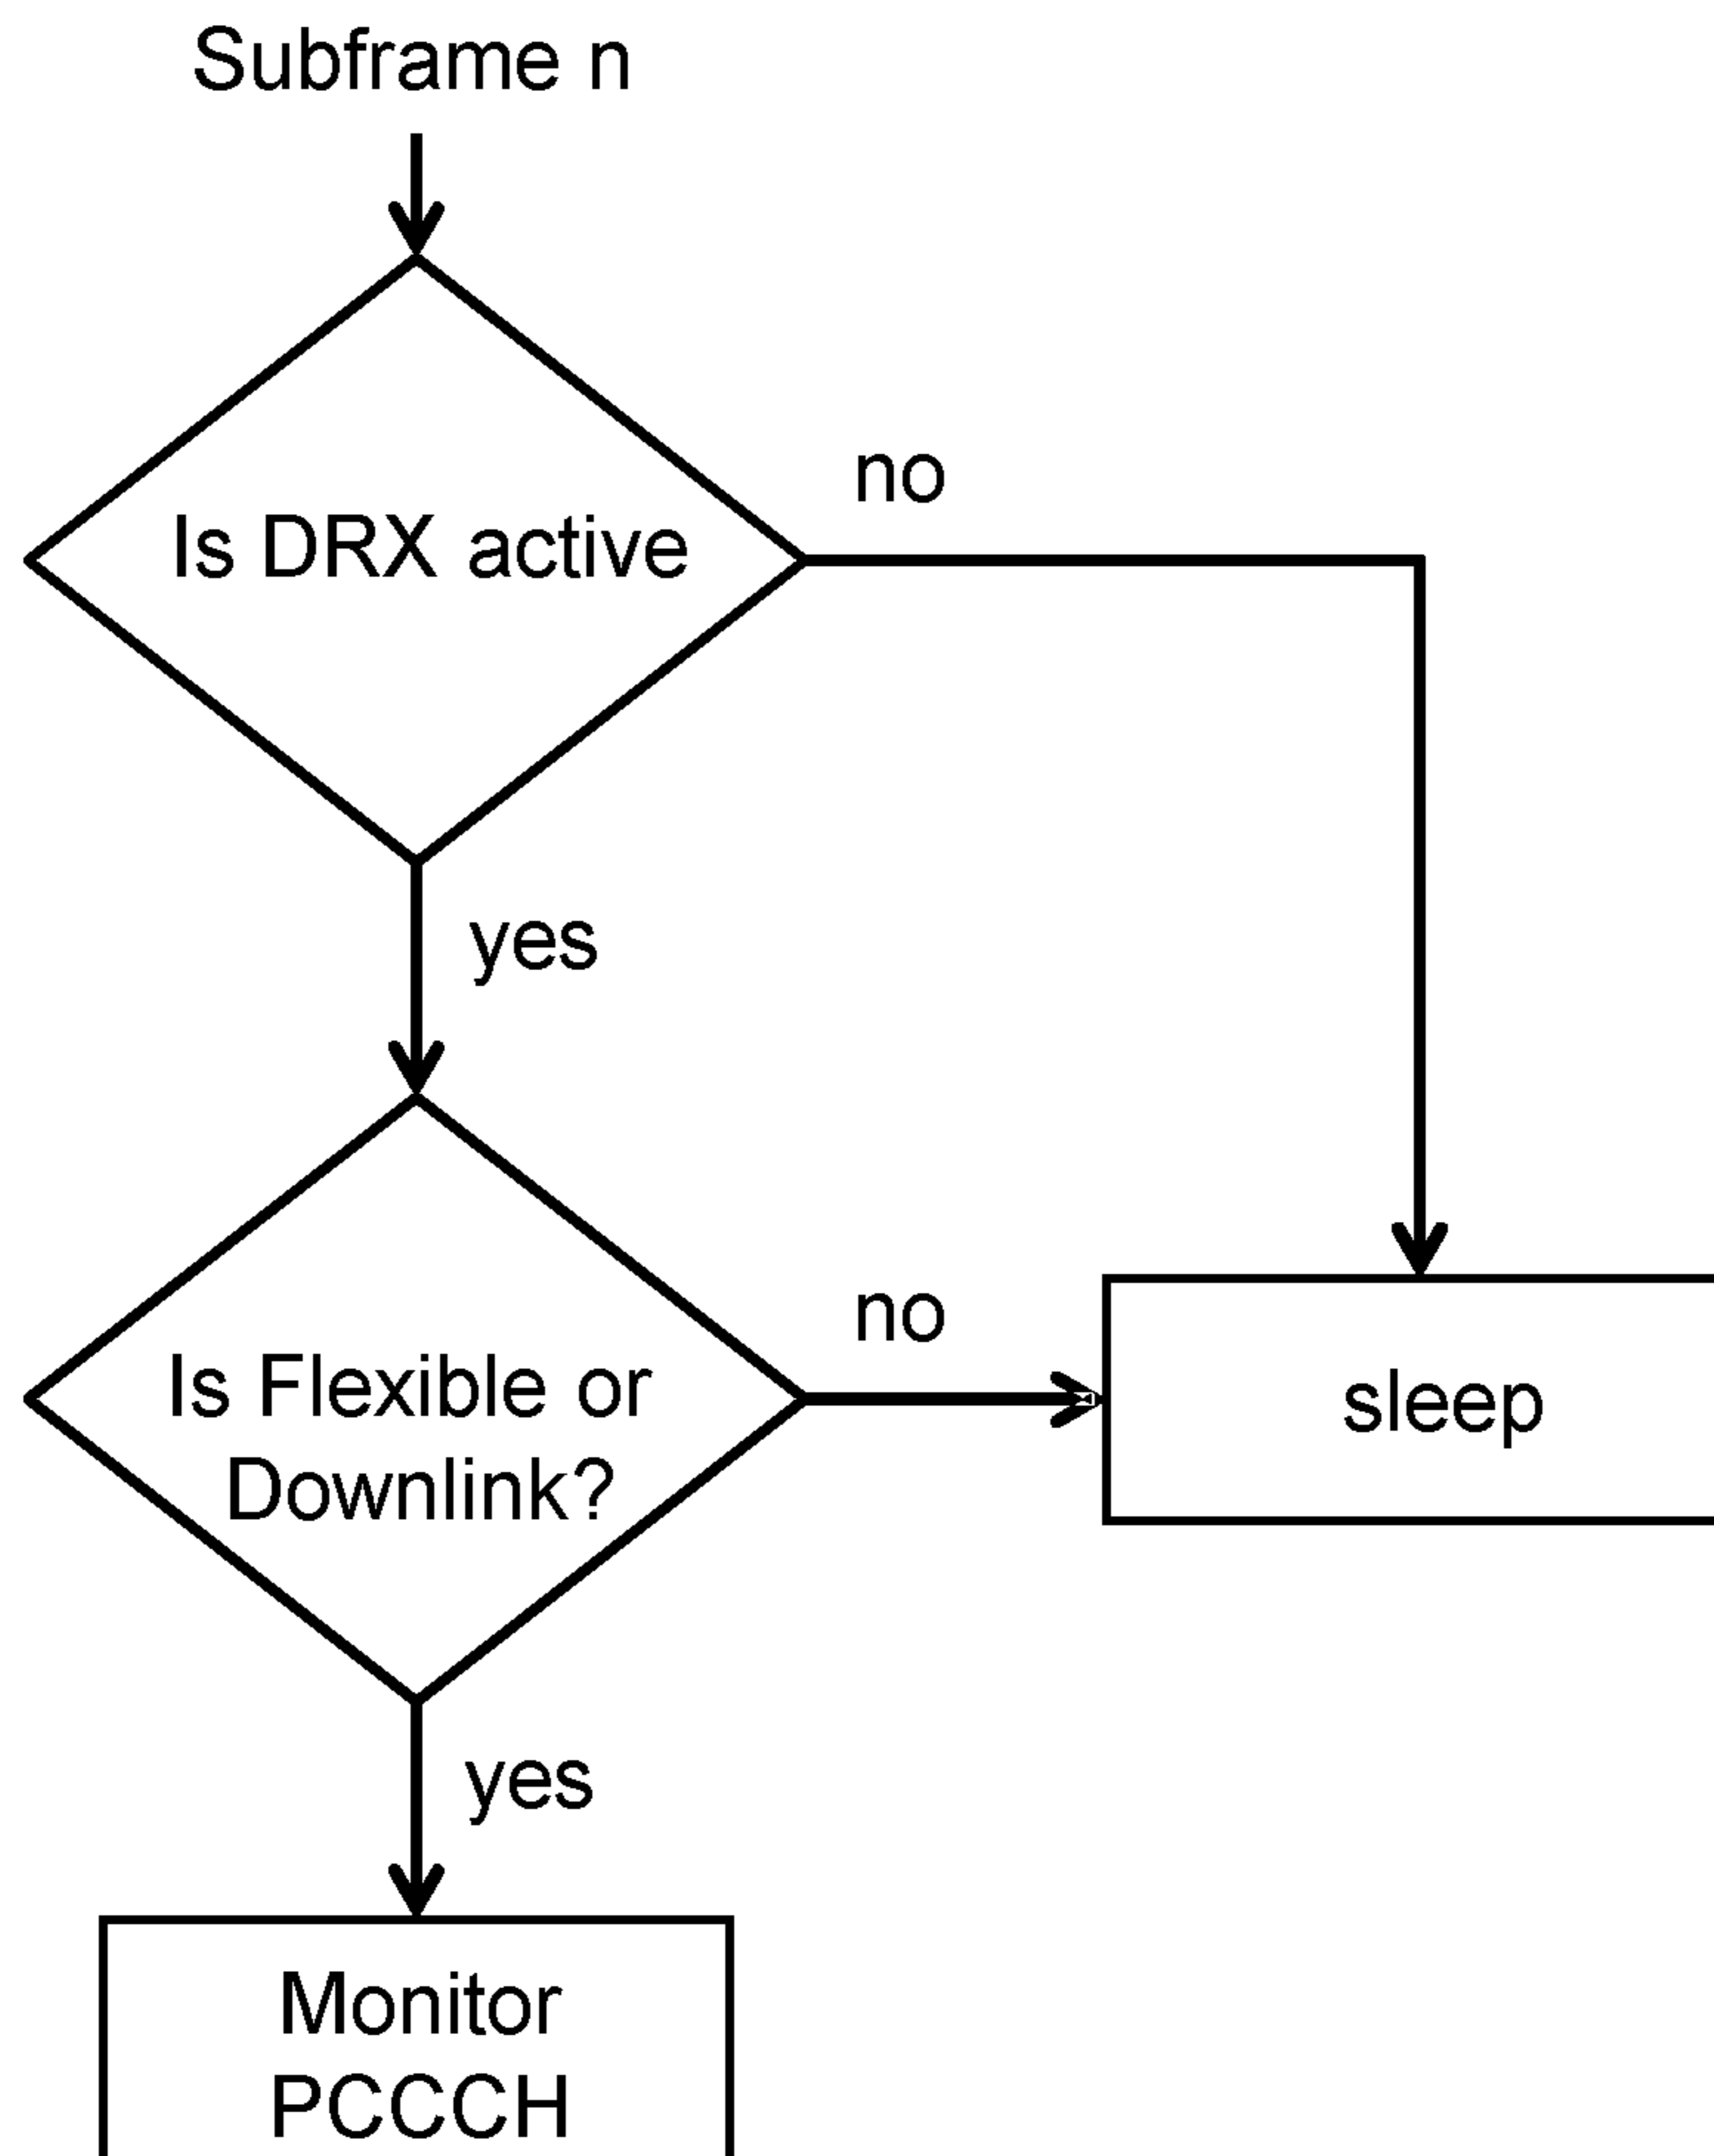 Subframe n
Is DRX active
no
yes
Is Flexible or
Downlink?
no
sleep
yes
Monitor
PCCCH